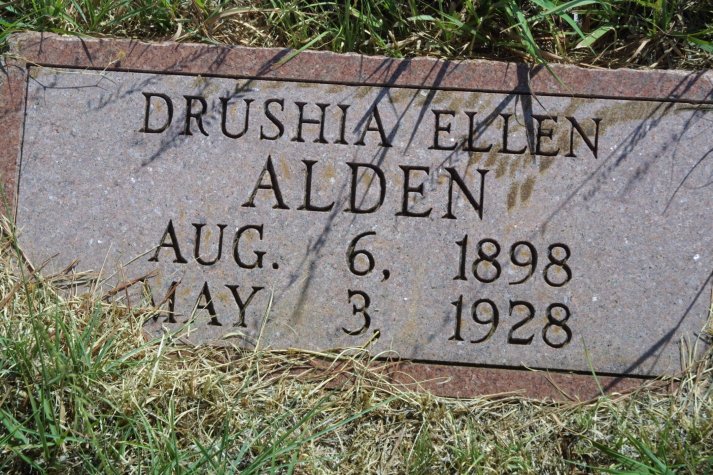 DRUSHIA ELLEN
ALDEN
AUG. 6, 1898
MAY 3, 1928